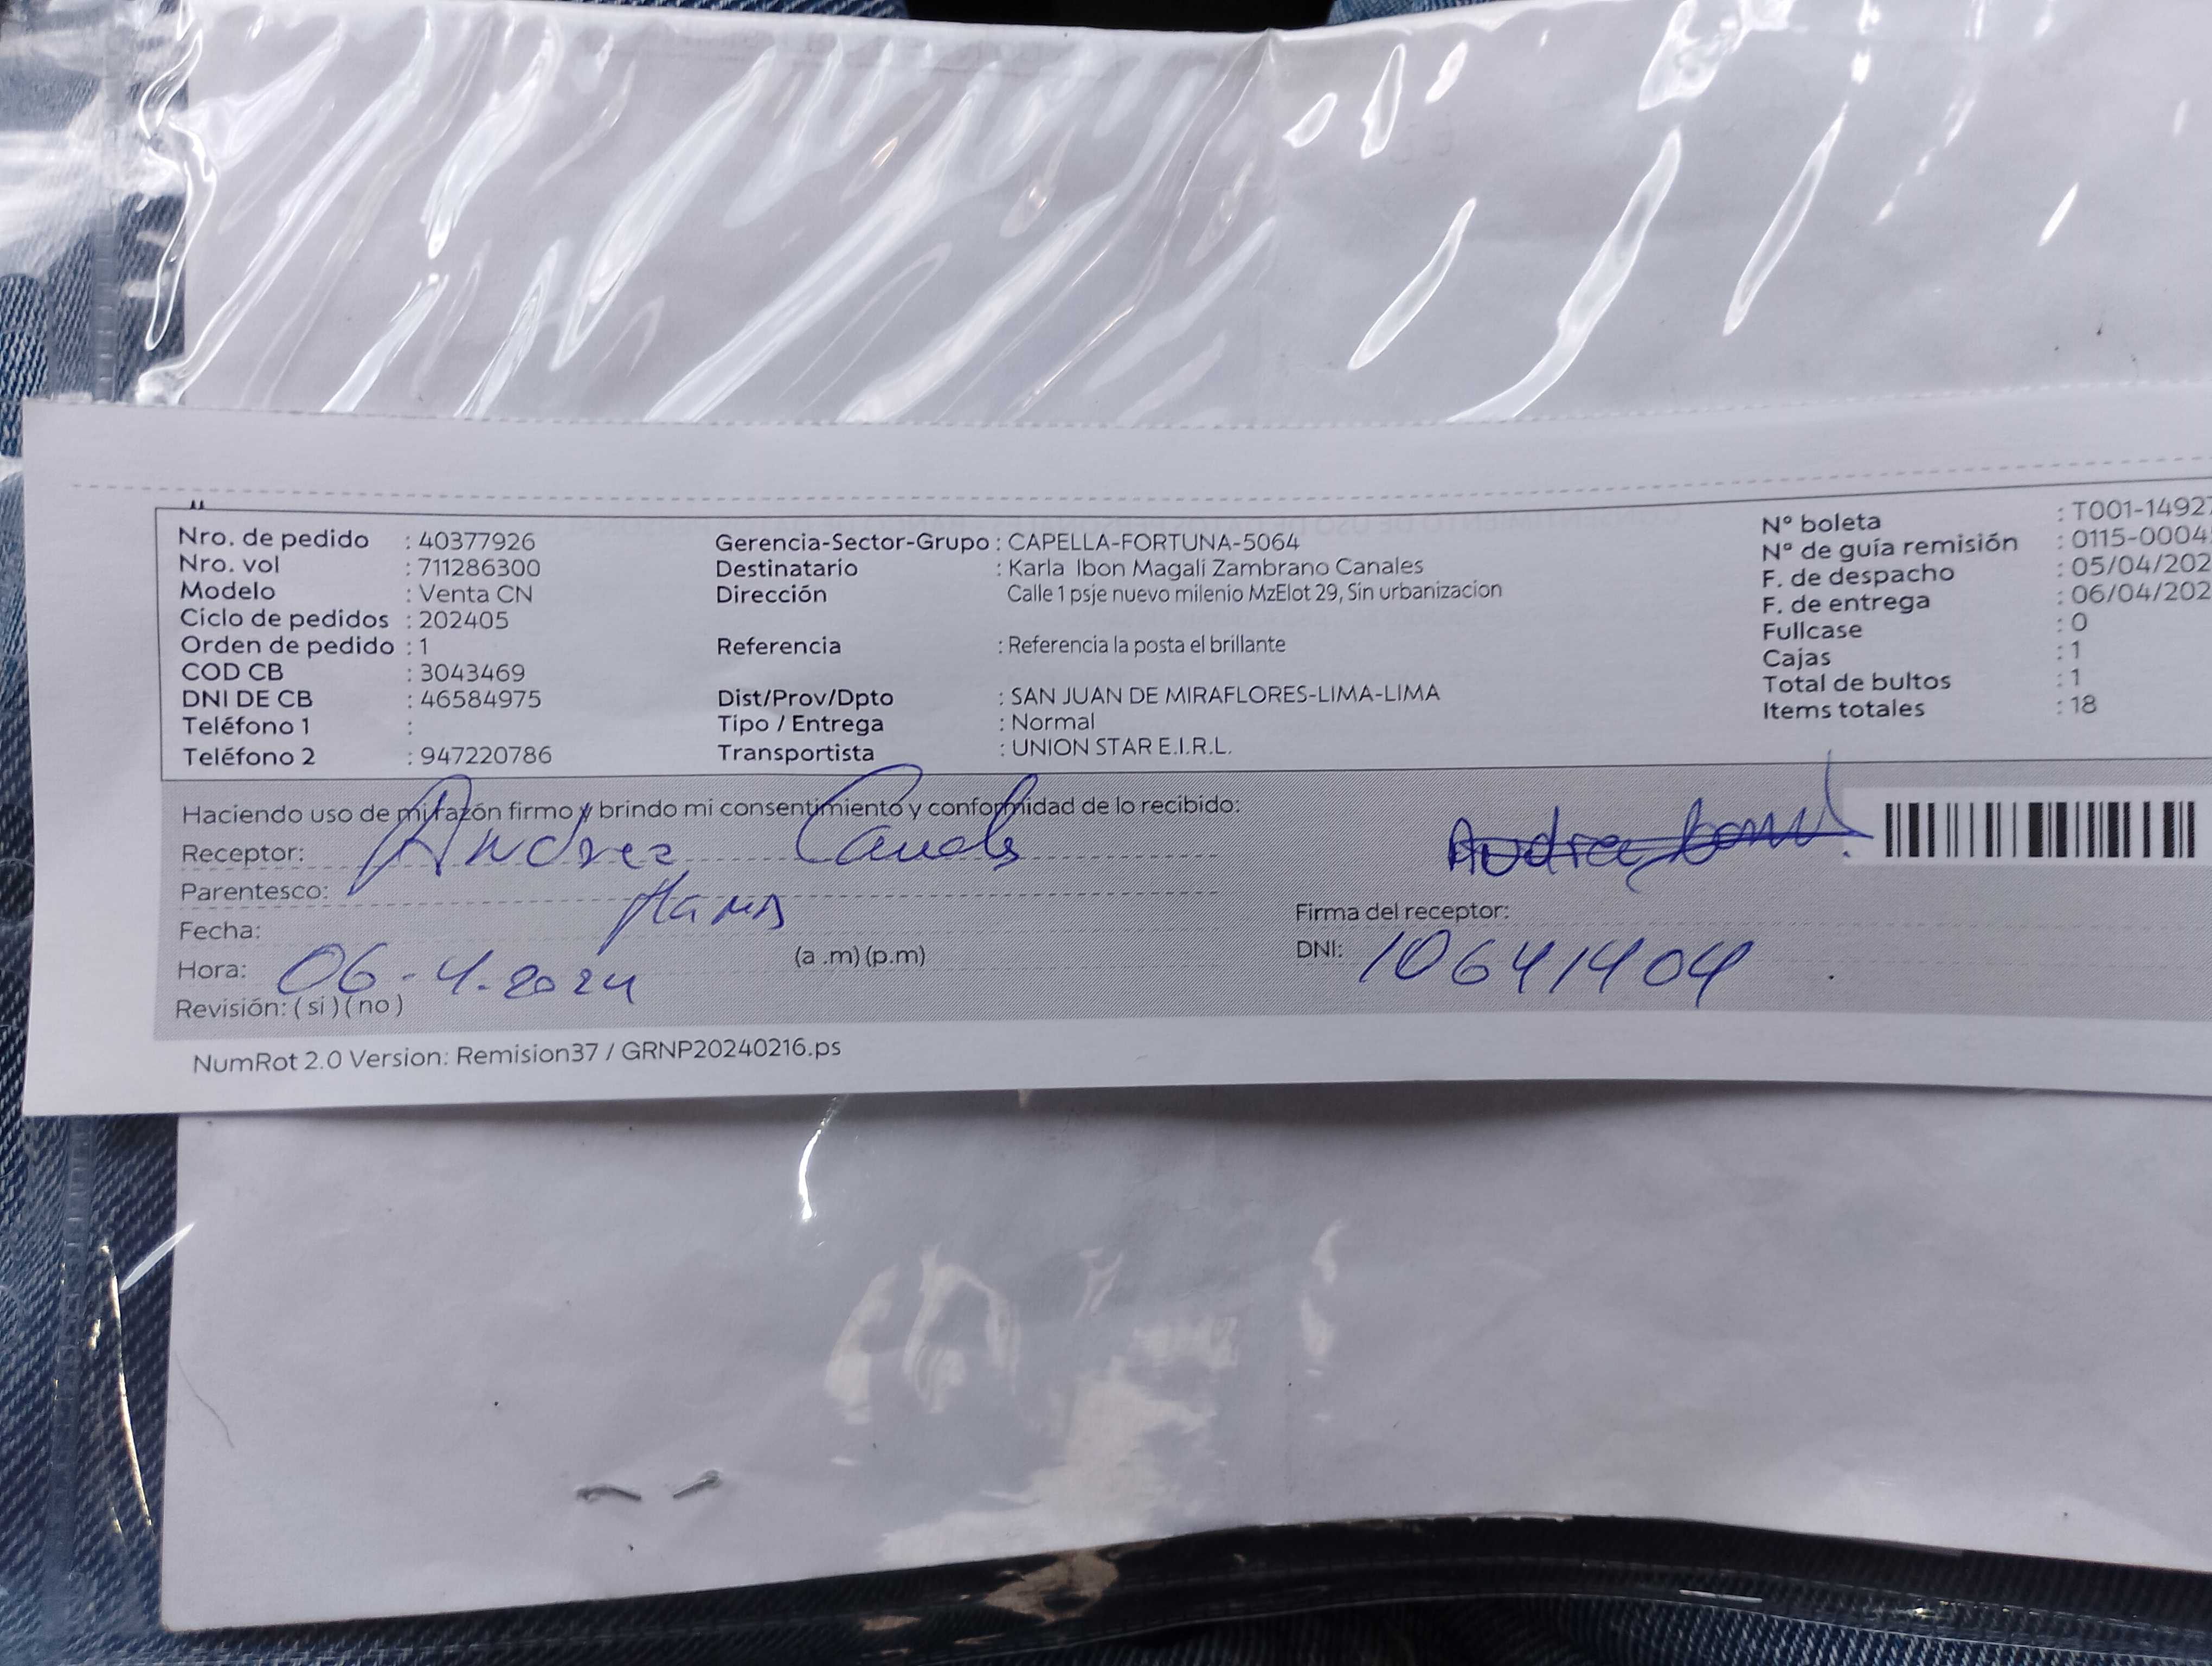 Nro. de pedido : 40377926
Nro. vol : 711286300
Modelo : Venta CN
Ciclo de pedidos : 202405
Orden de pedido : 1
COD CB : 3043469
DNI DE CB : 46584975
Teléfono 1 :
Teléfono 2 : 947220786
Gerencia-Sector-Grupo : CAPELLA-FORTUNA-5064
Destinatario : Karla Ibon Magali Zambrano Canales
Dirección Calle 1 psje nuevo milenio MzElot 29, Sin urbanizacion
Referencia : Referencia la posta el brillante
Dist/Prov/Dpto : SAN JUAN DE MIRAFLORES-LIMA-LIMA
Tipo / Entrega : Normal
Transportista : UNION STAR E.I.R.L.
N° boleta : T001-14927
N° de guía remisión : 0115-0004
F. de despacho : 05/04/202
F. de entrega : 06/04/202
Fullcase : 0
Cajas : 1
Total de bultos : 1
Items totales : 18
Haciendo uso de mi razón firmo y brindo mi consentimiento y conformidad de lo recibido:
Receptor: Andrea
Parentesco:
Fecha:
Hora: 06-4.2024 (a .m) (p.m)
Revisión: ( si ) ( no )
Firma del receptor:
DNI: 10641404
NumRot 2.0 Version: Remision37 / GRNP20240216.ps